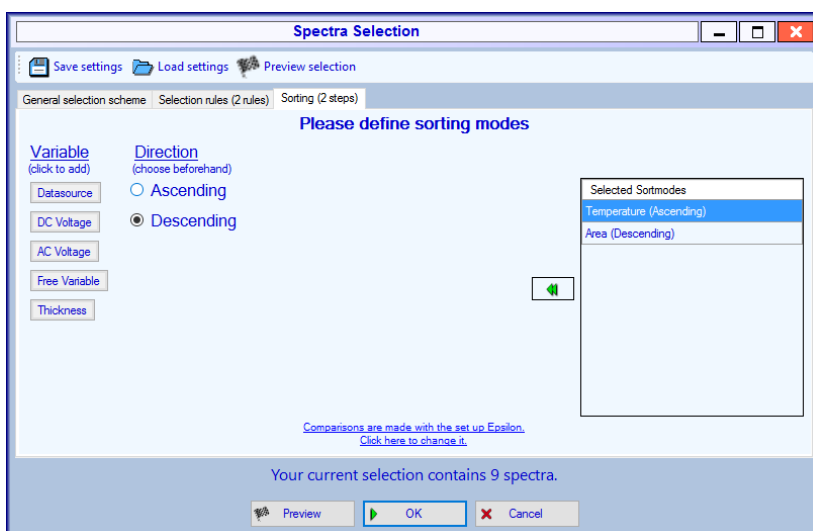 Spectra Selection
Save settings Load settings Preview selection
General selection scheme Selection rules (2 rules) Sorting (2 steps)
Please define sorting modes
Variable Direction
(click to add) (choose beforehand)
Datasource Ascending
DC Voltage Descending
AC Voltage
Free Variable
Thickness
Selected Sortmodes
Temperature (Ascending)
Area (Descending)
Comparisons are made with the set up Epsilon.
Click here to change it.
Your current selection contains 9 spectra.
Preview OK Cancel